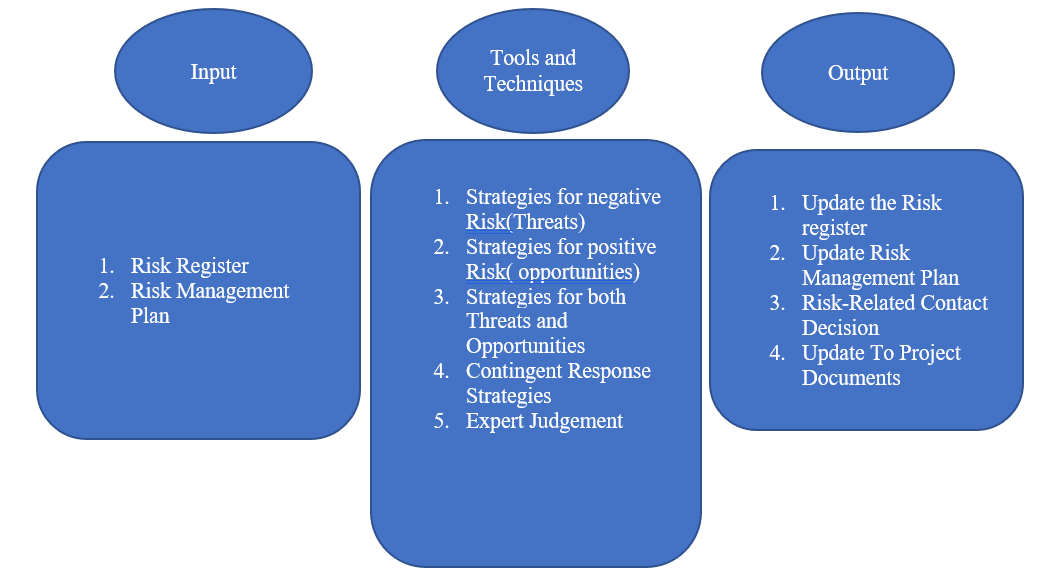 Input
1. Risk Register
2. Risk Management
Plan
Tools and
Techniques
1. Strategies for negative
Risk(Threats)
2. Strategies for positive
Risk( opportunities)
3. Strategies for both
Threats and
Opportunities
4. Contingent Response
Strategies
5. Expert Judgement
Output
1. Update the Risk
register
2. Update Risk
Management Plan
3. Risk-Related Contact
Decision
4. Update To Project
Documents